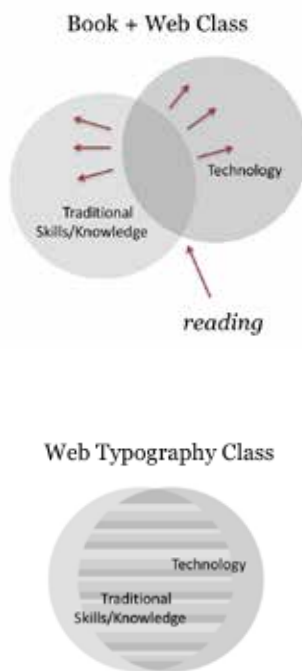 Book + Web Class
Technology
Traditional
Skills/Knowledge
reading
Web Typography Class
Technology
Traditional
Skills/Knowledge